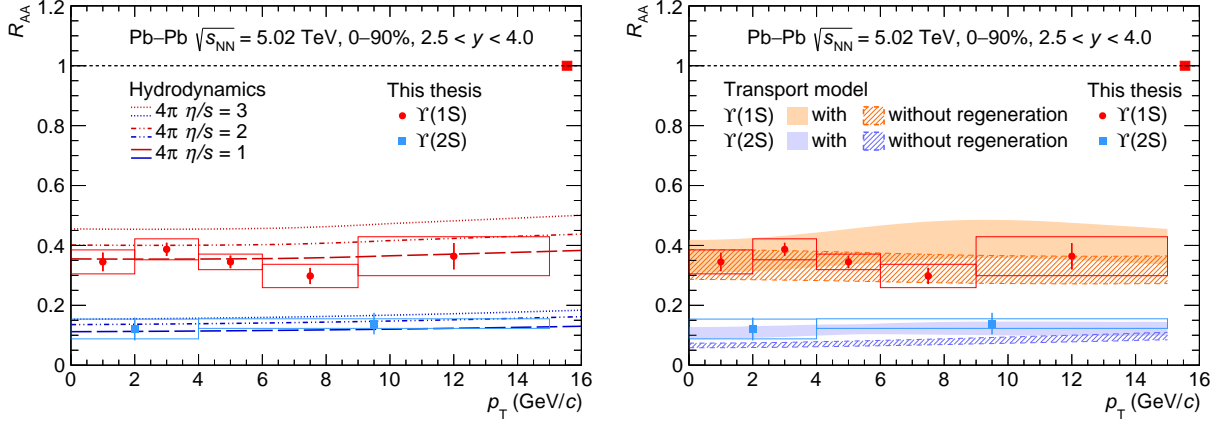 R_AA
1.2
1
0.8
0.6
0.4
0.2
0
Pb–Pb √s_NN = 5.02 TeV, 0–90%, 2.5 < y < 4.0
Hydrodynamics
4π η/s = 3
4π η/s = 2
4π η/s = 1
This thesis
ϒ(1S)
ϒ(2S)
0 2 4 6 8 10 12 14 16
p_T (GeV/c)
R_AA
1.2
1
0.8
0.6
0.4
0.2
0
Pb–Pb √s_NN = 5.02 TeV, 0–90%, 2.5 < y < 4.0
Transport model
ϒ(1S) with without regeneration
ϒ(2S) with without regeneration
This thesis
ϒ(1S)
ϒ(2S)
0 2 4 6 8 10 12 14 16
p_T (GeV/c)